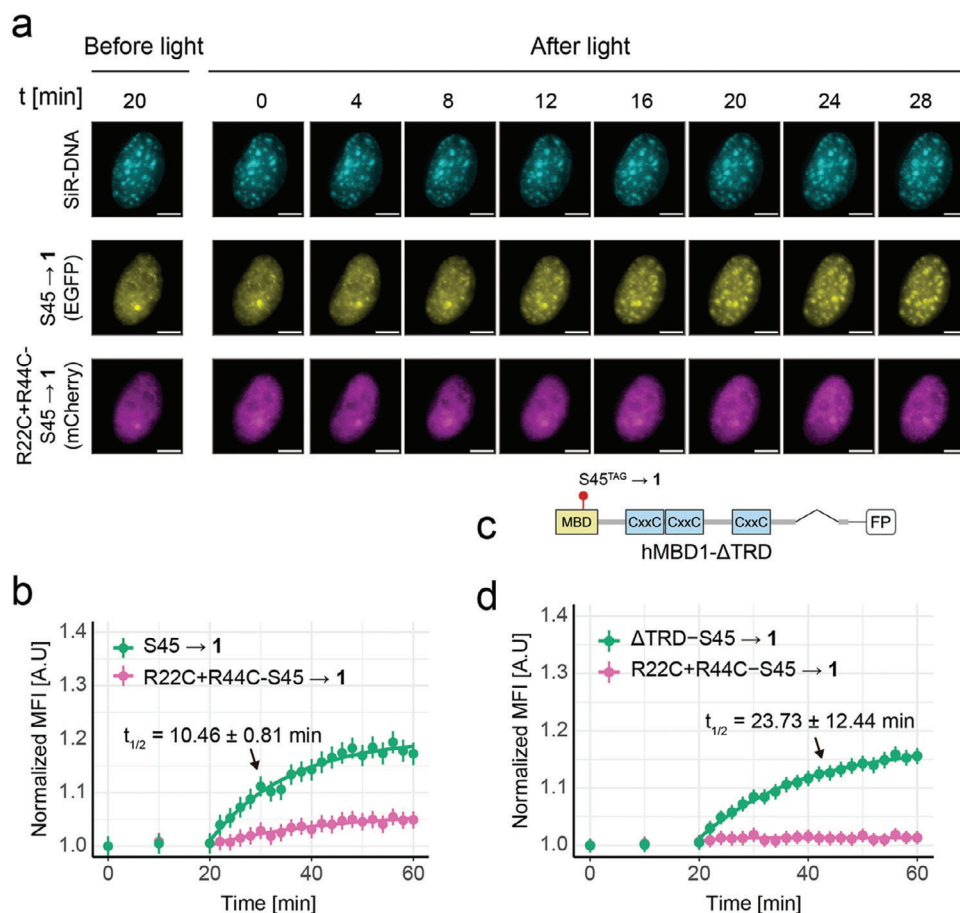 a
Before light After light
t [min] 20 0 4 8 12 16 20 24 28
SiR-DNA
S45 → 1
(EGFP)
R22C+R44C-
S45 → 1
(mCherry)
c
S45TAG → 1
MBD CxxC CxxC CxxC FP
hMBD1-ΔTRD
b
Normalized MFI [A.U]
1.4
1.3
1.2
1.1
1.0
S45 → 1
R22C+R44C-S45 → 1
t1/2 = 10.46 ± 0.81 min
0 20 40 60
Time [min]
d
Normalized MFI [A.U]
1.4
1.3
1.2
1.1
1.0
ΔTRD−S45 → 1
R22C+R44C−S45 → 1
t1/2 = 23.73 ± 12.44 min
0 20 40 60
Time [min]